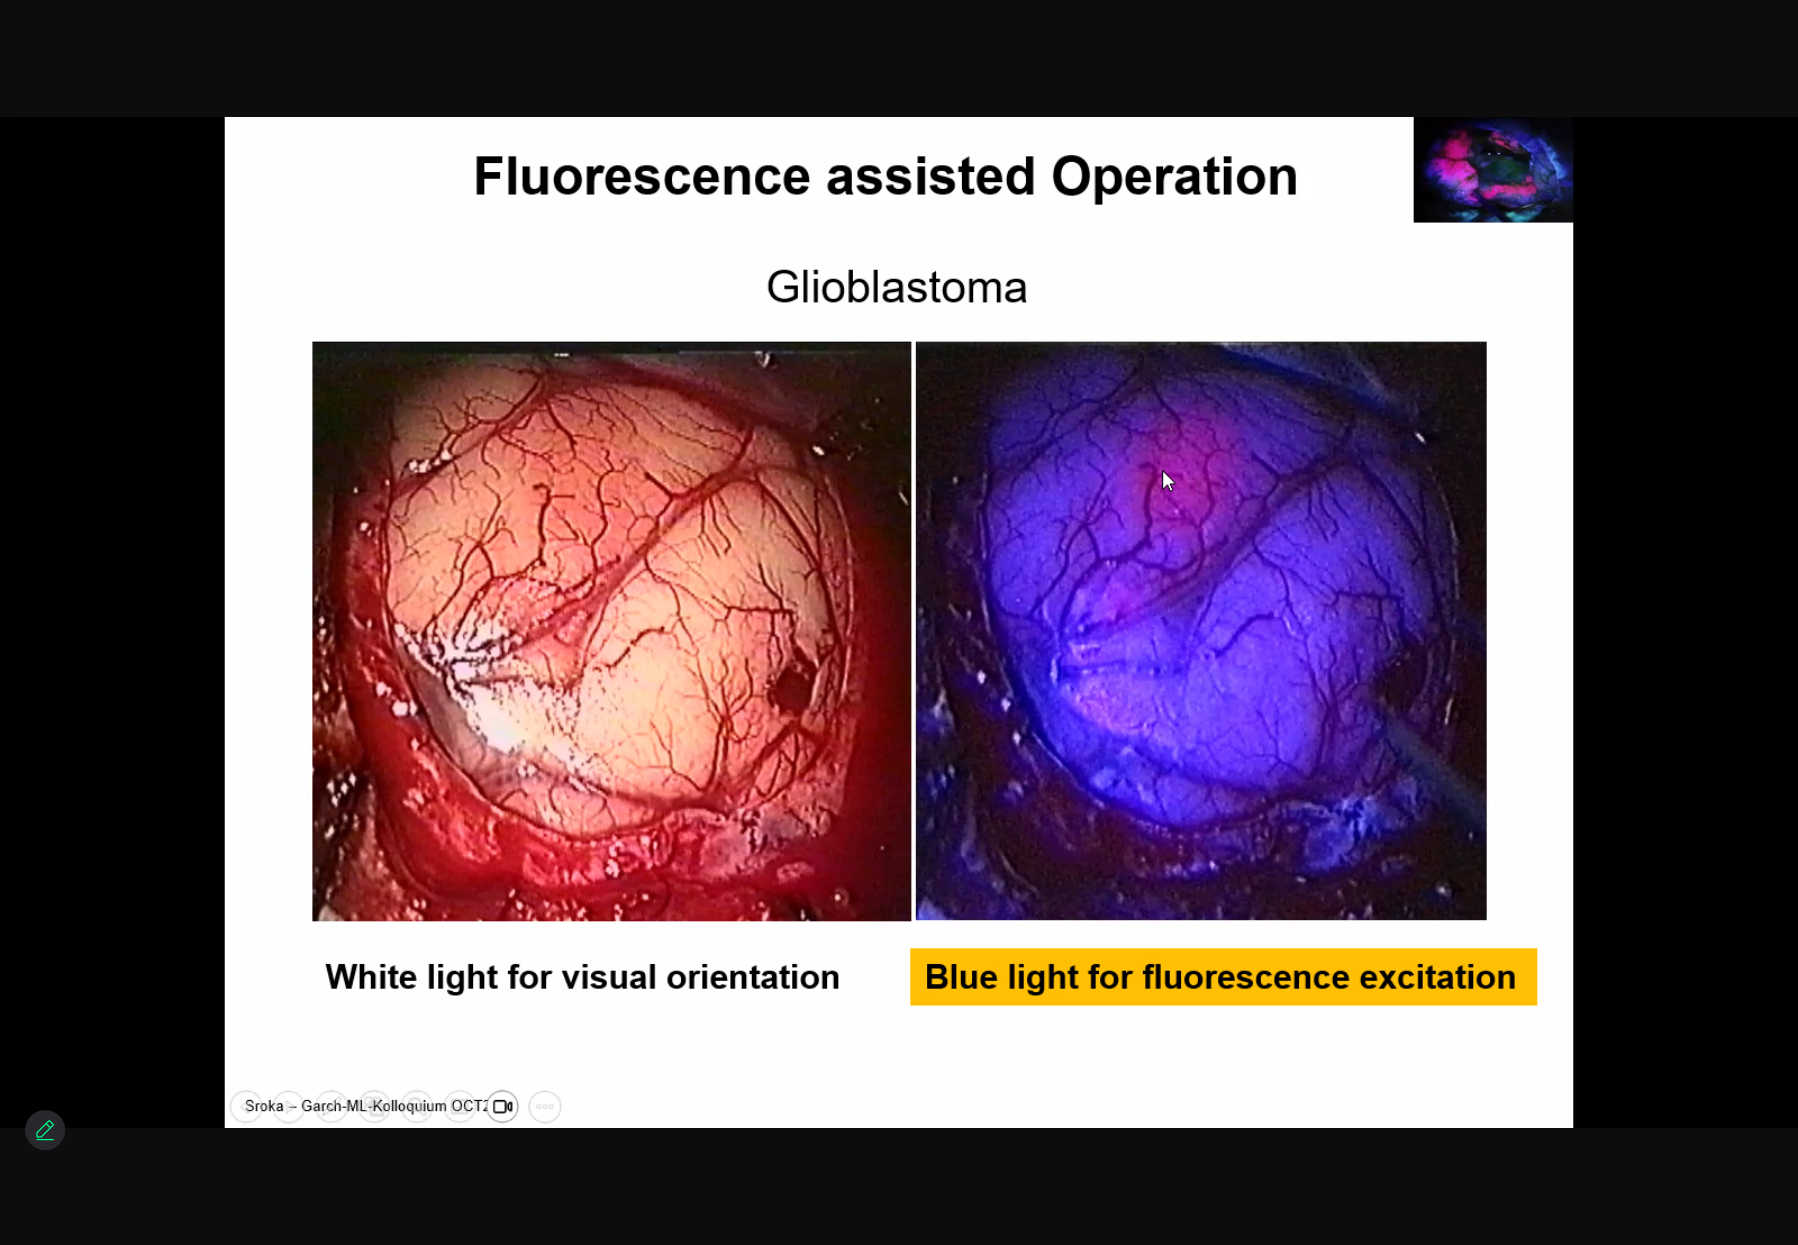 Fluorescence assisted Operation
Glioblastoma
White light for visual orientation
Blue light for fluorescence excitation
Sroka – Garch-ML-Kolloquium OCT2